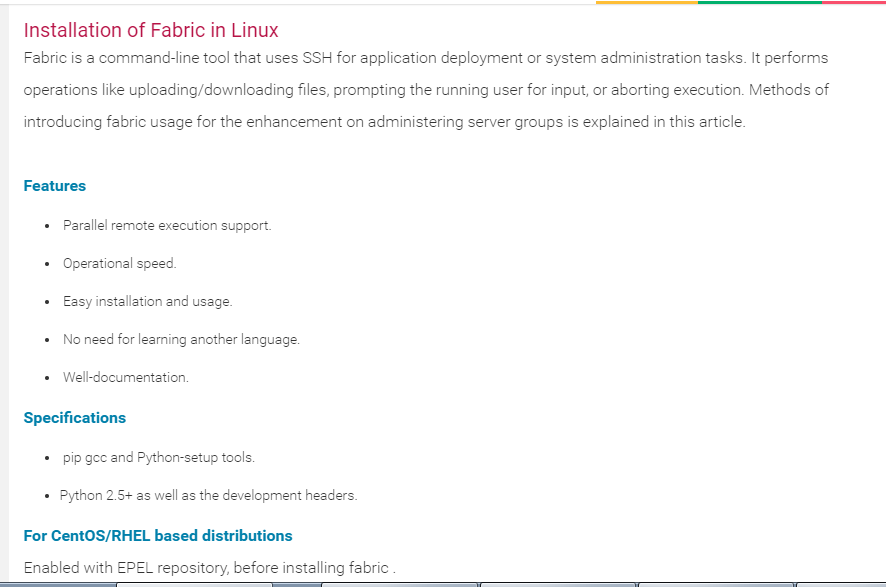 Installation of Fabric in Linux
Fabric is a command-line tool that uses SSH for application deployment or system administration tasks. It performs
operations like uploading/downloading files, prompting the running user for input, or aborting execution. Methods of
introducing fabric usage for the enhancement on administering server groups is explained in this article.
Features
• Parallel remote execution support.
• Operational speed.
• Easy installation and usage.
• No need for learning another language.
• Well-documentation.
Specifications
• pip gcc and Python-setup tools.
• Python 2.5+ as well as the development headers.
For CentOS/RHEL based distributions
Enabled with EPEL repository, before installing fabric .